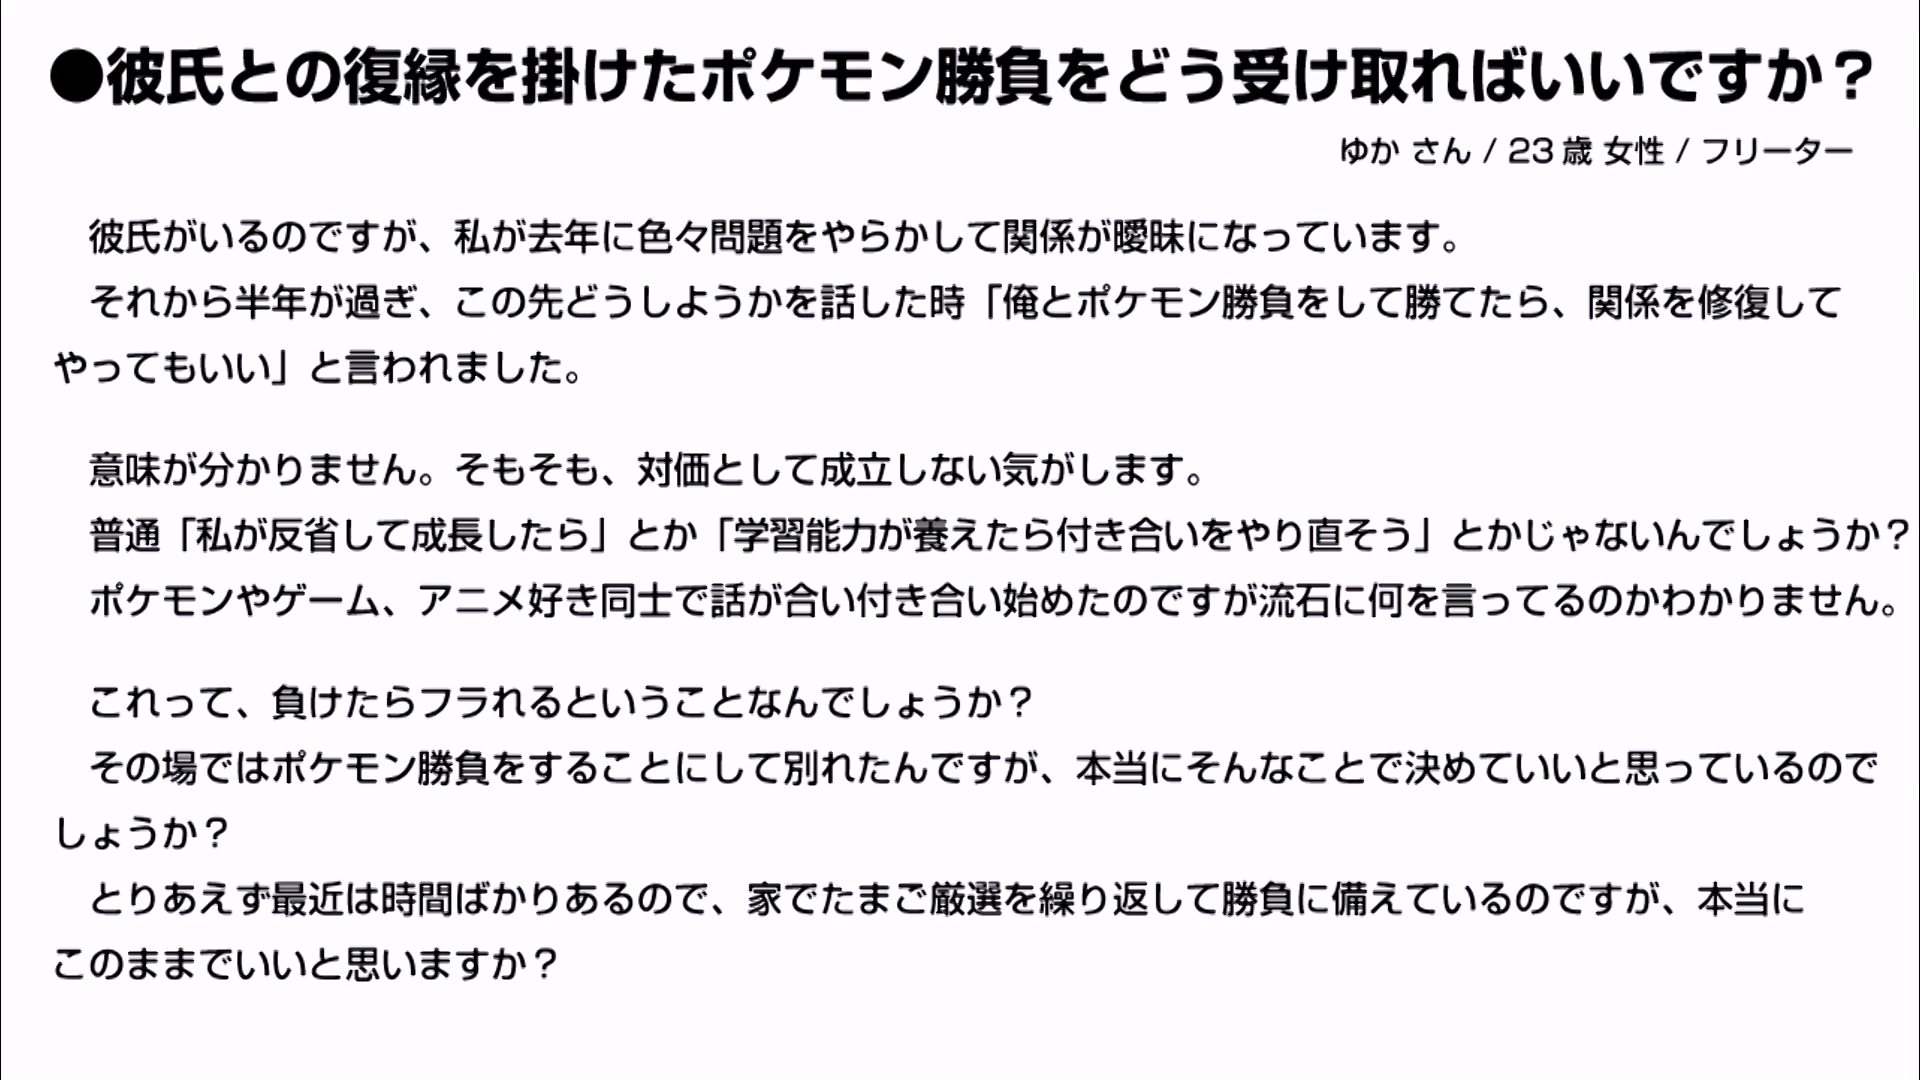 ●彼氏との復縁を掛けたポケモン勝負をどう受け取ればいいですか？
ゆか さん / 23 歳 女性 / フリーター
彼氏がいるのですが、私が去年に色々問題をやらかして関係が曖昧になっています。
それから半年が過ぎ、この先どうしようかを話した時「俺とポケモン勝負をして勝てたら、関係を修復して
やってもいい」と言われました。
意味が分かりません。そもそも、対価として成立しない気がします。
普通「私が反省して成長したら」とか「学習能力が養えたら付き合いをやり直そう」とかじゃないんでしょうか？
ポケモンやゲーム、アニメ好き同士で話が合い付き合い始めたのですが流石に何を言ってるのかわかりません。
これって、負けたらフラれるということなんでしょうか？
その場ではポケモン勝負をすることにして別れたんですが、本当にそんなことで決めていいと思っているので
しょうか？
とりあえず最近は時間ばかりあるので、家でたまご厳選を繰り返して勝負に備えているのですが、本当に
このままでいいと思いますか？